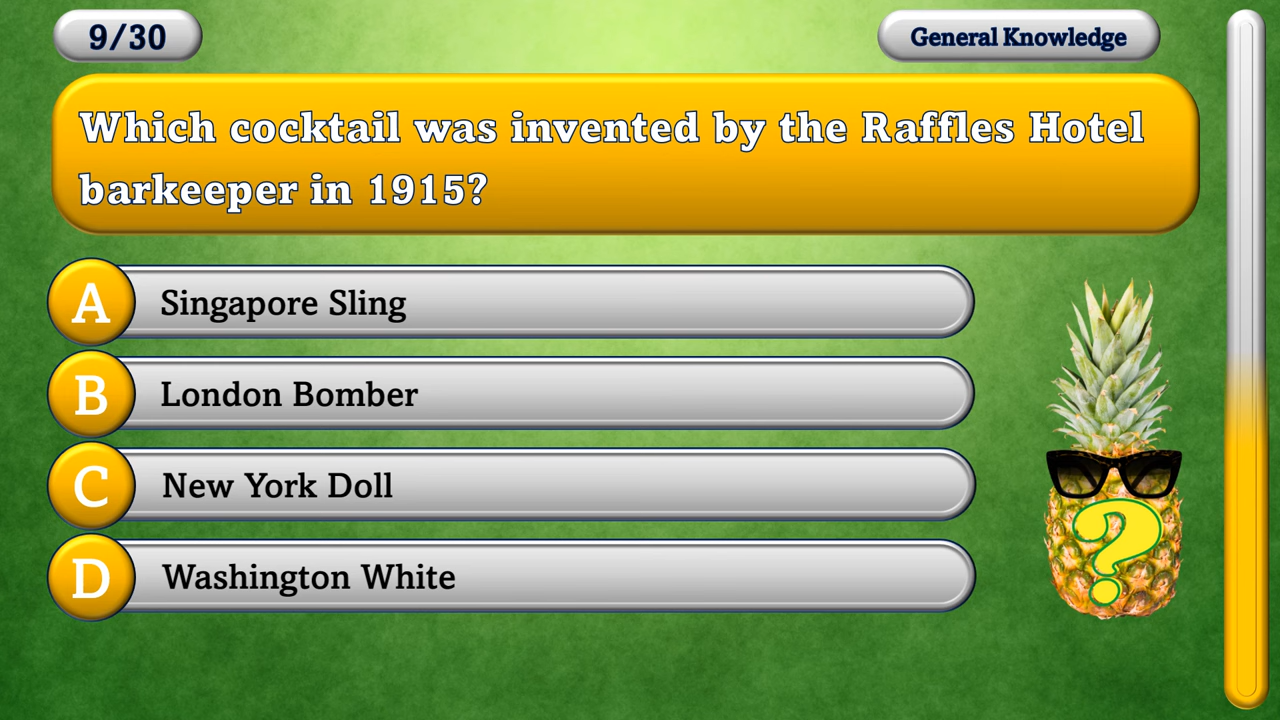 9/30
General Knowledge
Which cocktail was invented by the Raffles Hotel
barkeeper in 1915?
A Singapore Sling
B London Bomber
C New York Doll
D Washington White
?